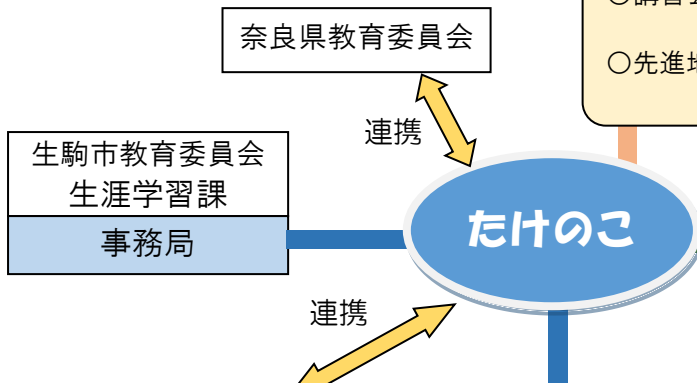 奈良県教育委員会
○先進
連携
生駒市教育委員会
生涯学習課
事務局
たけのこ
連携